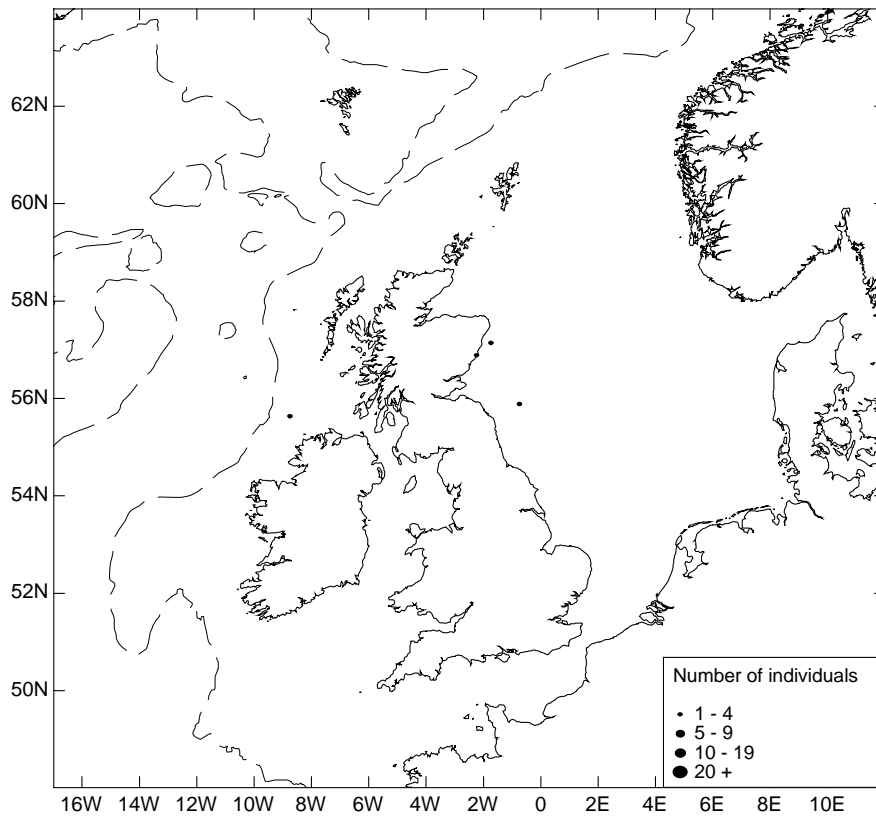 62N
60N
58N
56N
54N
52N
50N
Number of individuals
1 - 4
5 - 9
10 - 19
20 +
16W 14W 12W 10W 8W 6W 4W 2W 0 2E 4E 6E 8E 10E